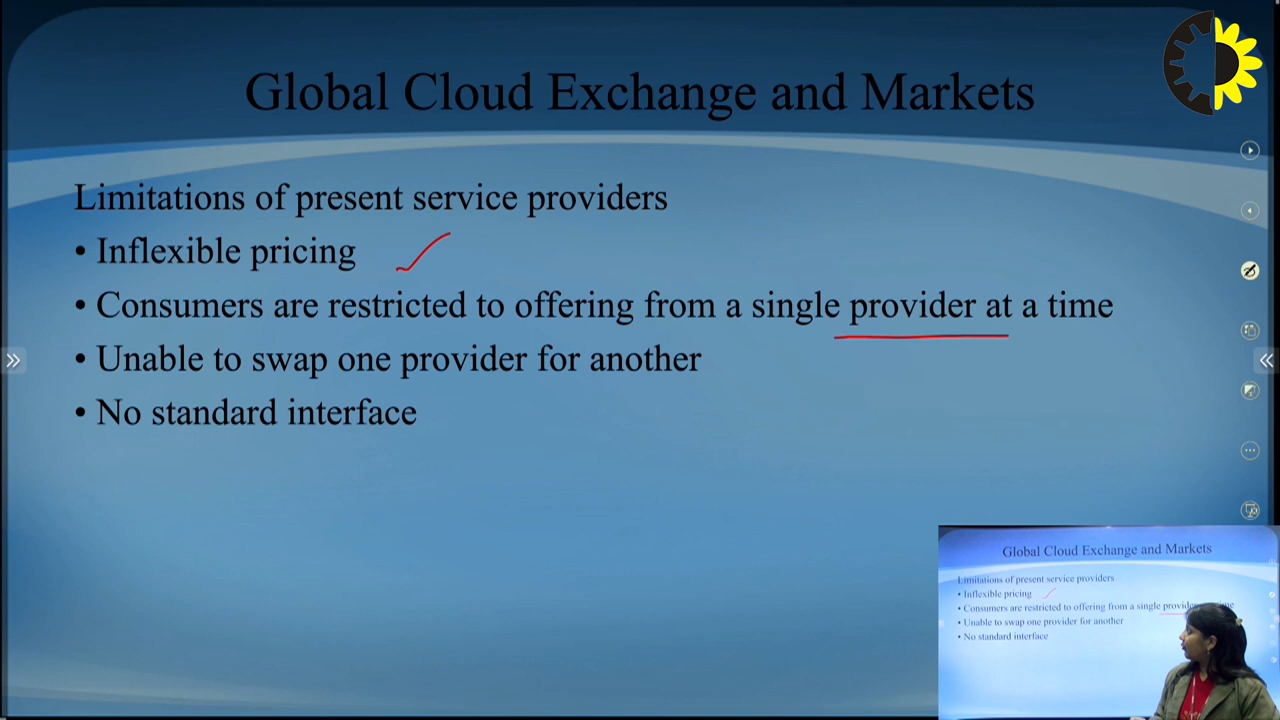 Global Cloud Exchange and Markets
Limitations of present service providers
• Inflexible pricing
• Consumers are restricted to offering from a single provider at a time
• Unable to swap one provider for another
• No standard interface
Global Cloud Exchange and Markets
Limitations of present service providers
• Inflexible pricing
• Consumers are restricted to offering from a single
• Unable to swap one provider for another
• No standard interface